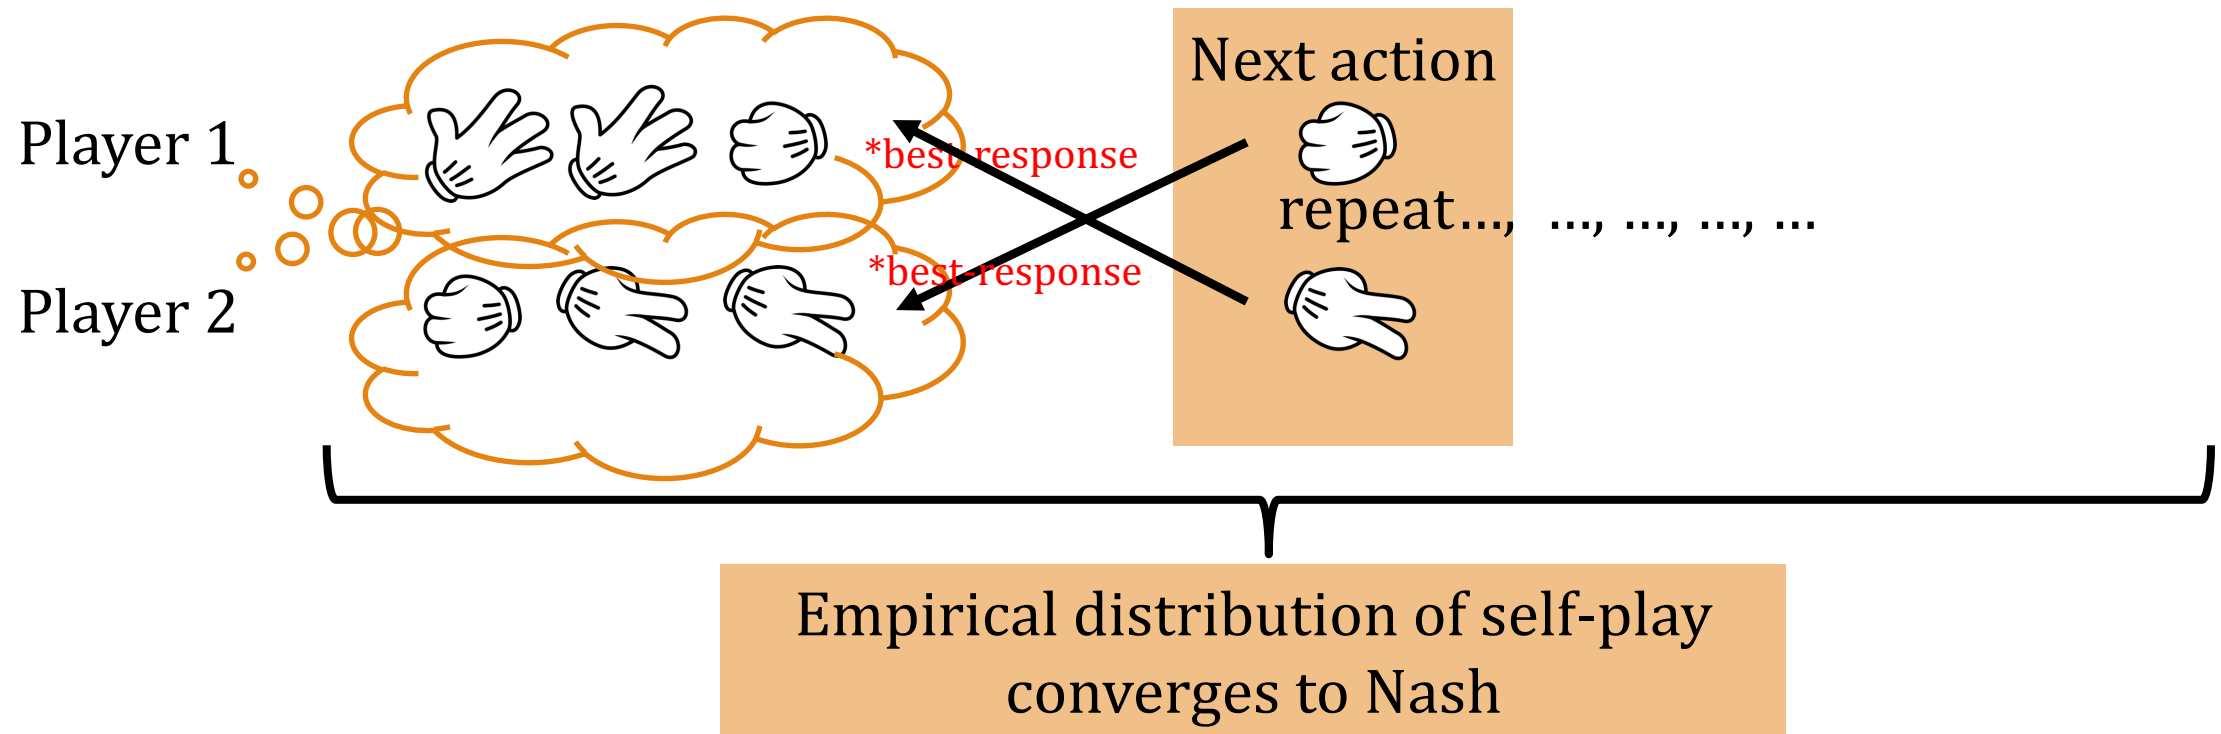 Next action
Player 1
*best-response
repeat…, …, …, …, …
*best-response
Player 2
Empirical distribution of self-play
converges to Nash